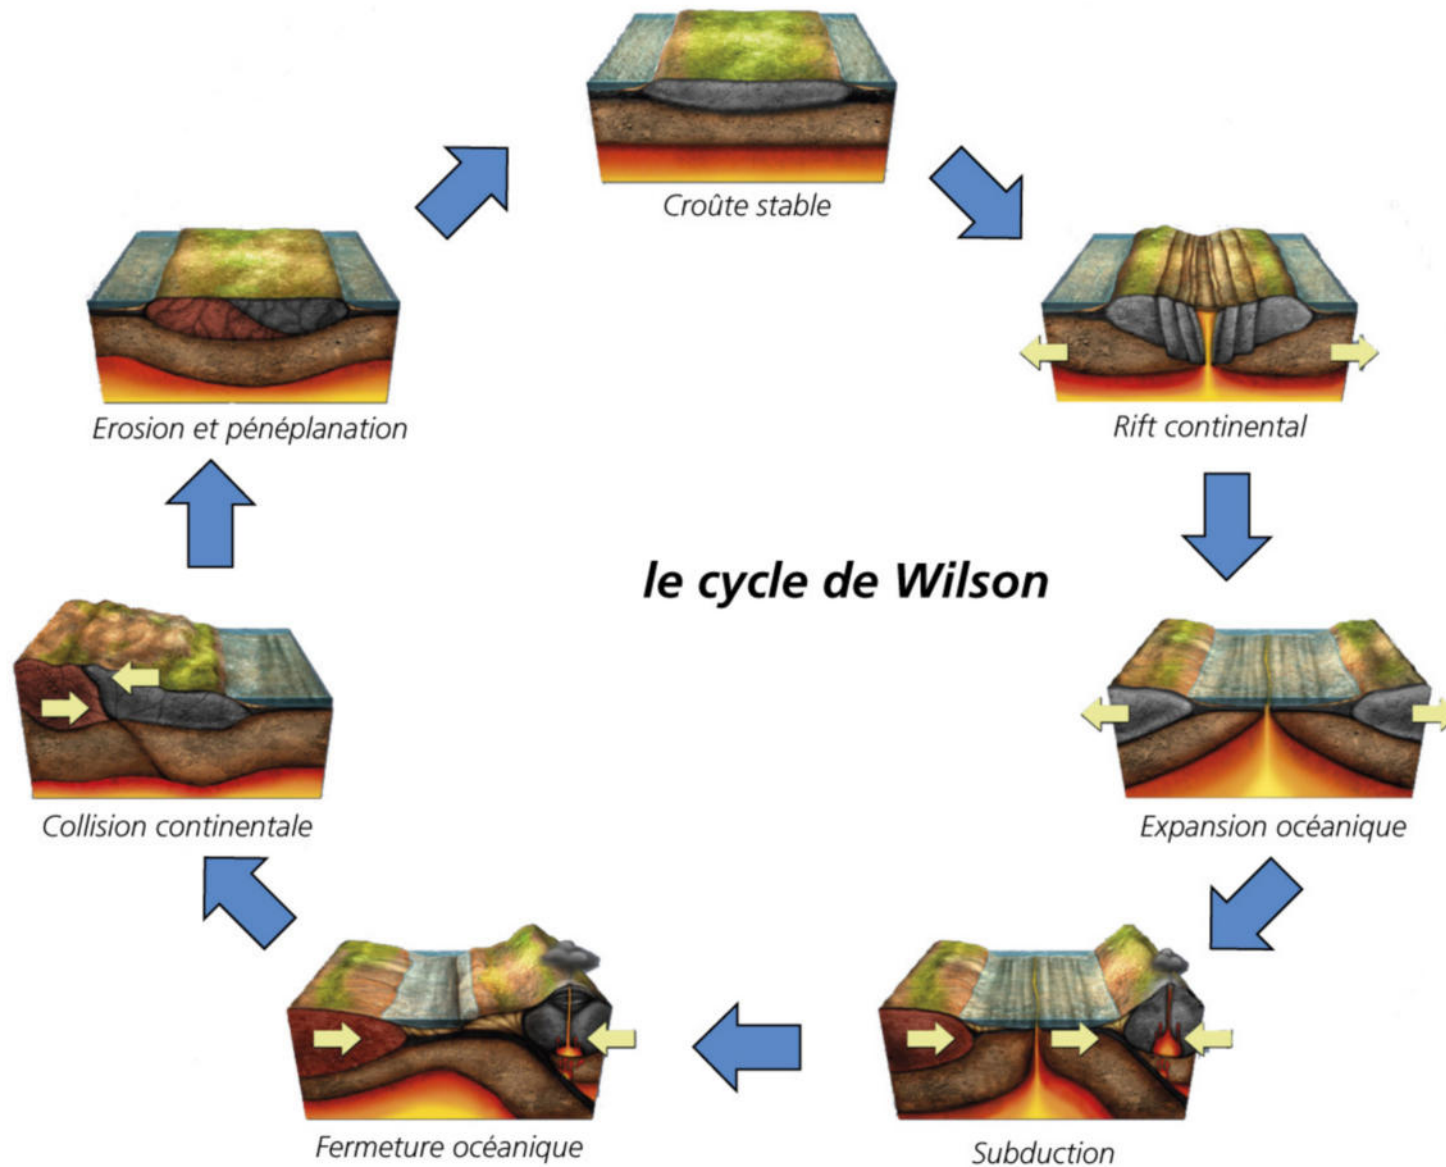 Croûte stable
Rift continental
Erosion et pénéplanation
le cycle de Wilson
Expansion océanique
Collision continentale
Subduction
Fermeture océanique